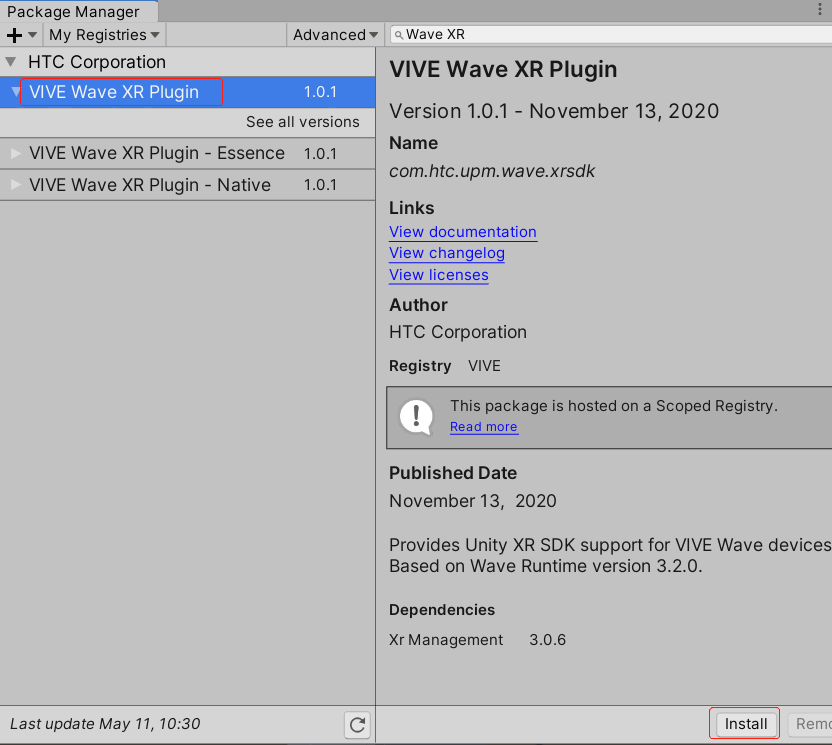 Package Manager
My Registries
Advanced
Wave XR
HTC Corporation
VIVE Wave XR Plugin 1.0.1
See all versions
VIVE Wave XR Plugin - Essence 1.0.1
VIVE Wave XR Plugin - Native 1.0.1
VIVE Wave XR Plugin
Version 1.0.1 - November 13, 2020
Name
com.htc.upm.wave.xrsdk
Links
View documentation
View changelog
View licenses
Author
HTC Corporation
Registry VIVE
This package is hosted on a Scoped Registry.
Read more
Published Date
November 13, 2020
Provides Unity XR SDK support for VIVE Wave devices
Based on Wave Runtime version 3.2.0.
Dependencies
Xr Management 3.0.6
Last update May 11, 10:30
Install